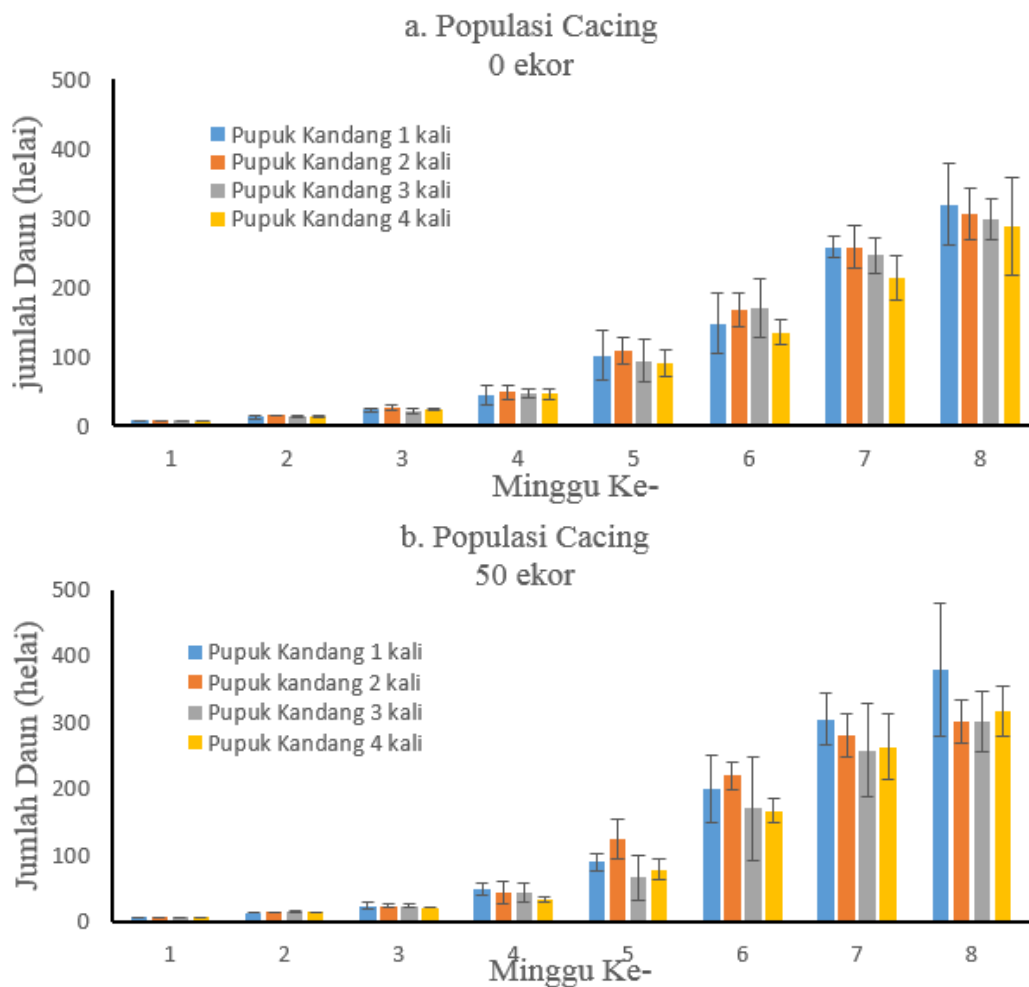 a. Populasi Cacing
0 ekor
500
400
300
200
100
0
jumlah Daun (helai)
Pupuk Kandang 1 kali
Pupuk Kandang 2 kali
Pupuk Kandang 3 kali
Pupuk Kandang 4 kali
1 2 3 4 5 6 7 8
Minggu Ke-
b. Populasi Cacing
50 ekor
500
400
300
200
100
0
Jumlah Daun (helai)
Pupuk Kandang 1 kali
Pupuk kandang 2 kali
Pupuk Kandang 3 kali
Pupuk Kandang 4 kali
1 2 3 4 5 6 7 8
Minggu Ke-